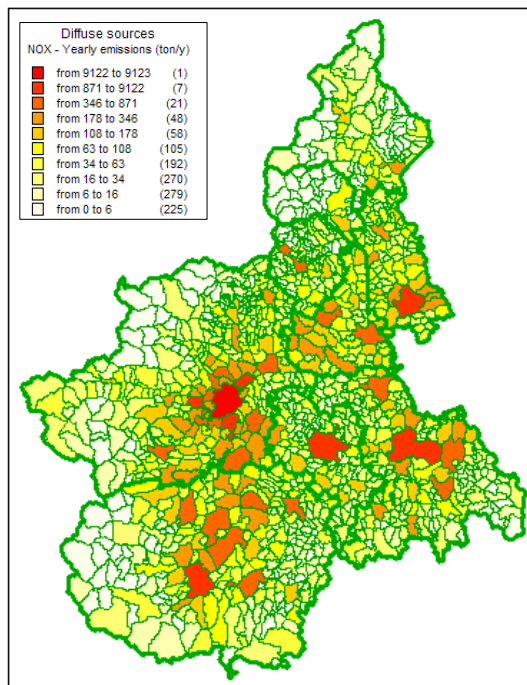 Diffuse sources
NOX - Yearly emissions (ton/y)
from 9122 to 9123 (1)
from 871 to 9122 (7)
from 346 to 871 (21)
from 178 to 346 (48)
from 108 to 178 (58)
from 63 to 108 (105)
from 34 to 63 (192)
from 16 to 34 (270)
from 6 to 16 (279)
from 0 to 6 (225)